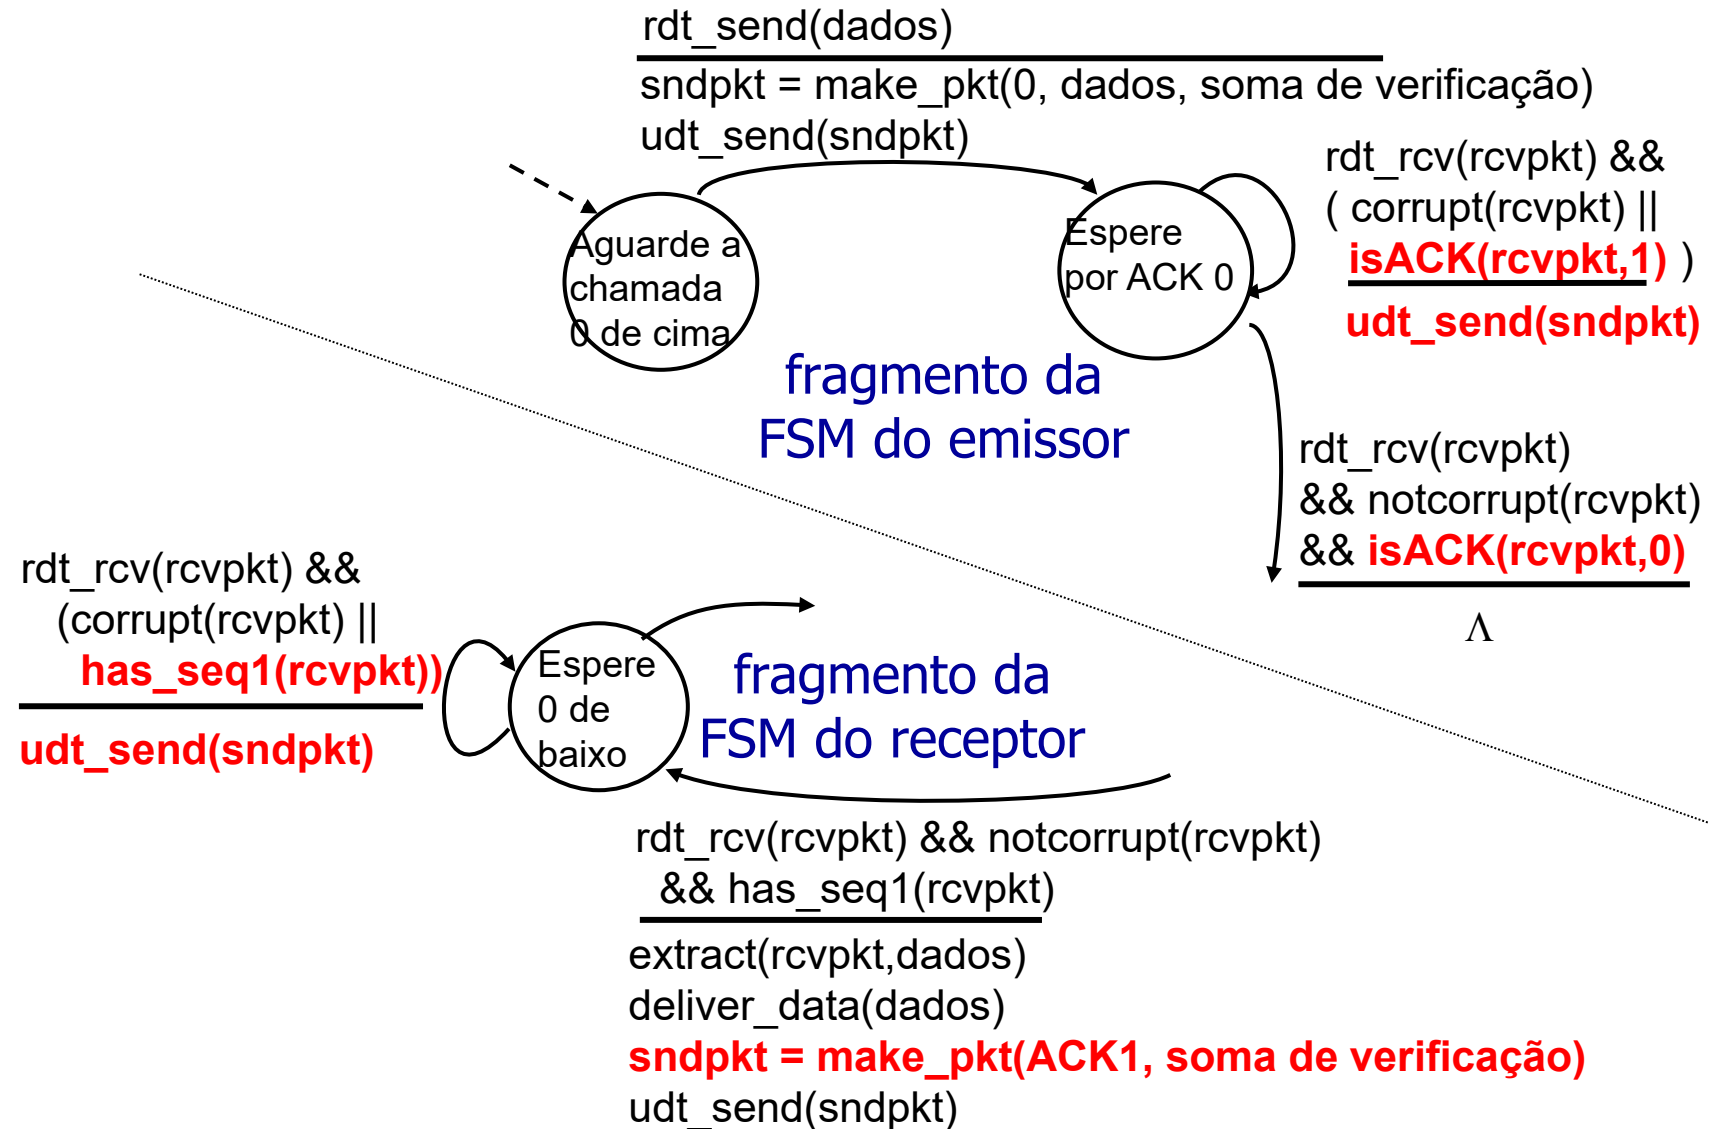 rdt_send(dados)
sndpkt = make_pkt(0, dados, soma de verificação)
udt_send(sndpkt)
rdt_rcv(rcvpkt) &&
( corrupt(rcvpkt) ||
isACK(rcvpkt,1) )
udt_send(sndpkt)
Aguarde a
chamada
0 de cima
Espere
por ACK 0
fragmento da
FSM do emissor
rdt_rcv(rcvpkt)
&& notcorrupt(rcvpkt)
&& isACK(rcvpkt,0)
Λ
rdt_rcv(rcvpkt) &&
(corrupt(rcvpkt) ||
has_seq1(rcvpkt))
udt_send(sndpkt)
Espere
0 de
baixo
fragmento da
FSM do receptor
rdt_rcv(rcvpkt) && notcorrupt(rcvpkt)
&& has_seq1(rcvpkt)
extract(rcvpkt,dados)
deliver_data(dados)
sndpkt = make_pkt(ACK1, soma de verificação)
udt_send(sndpkt)